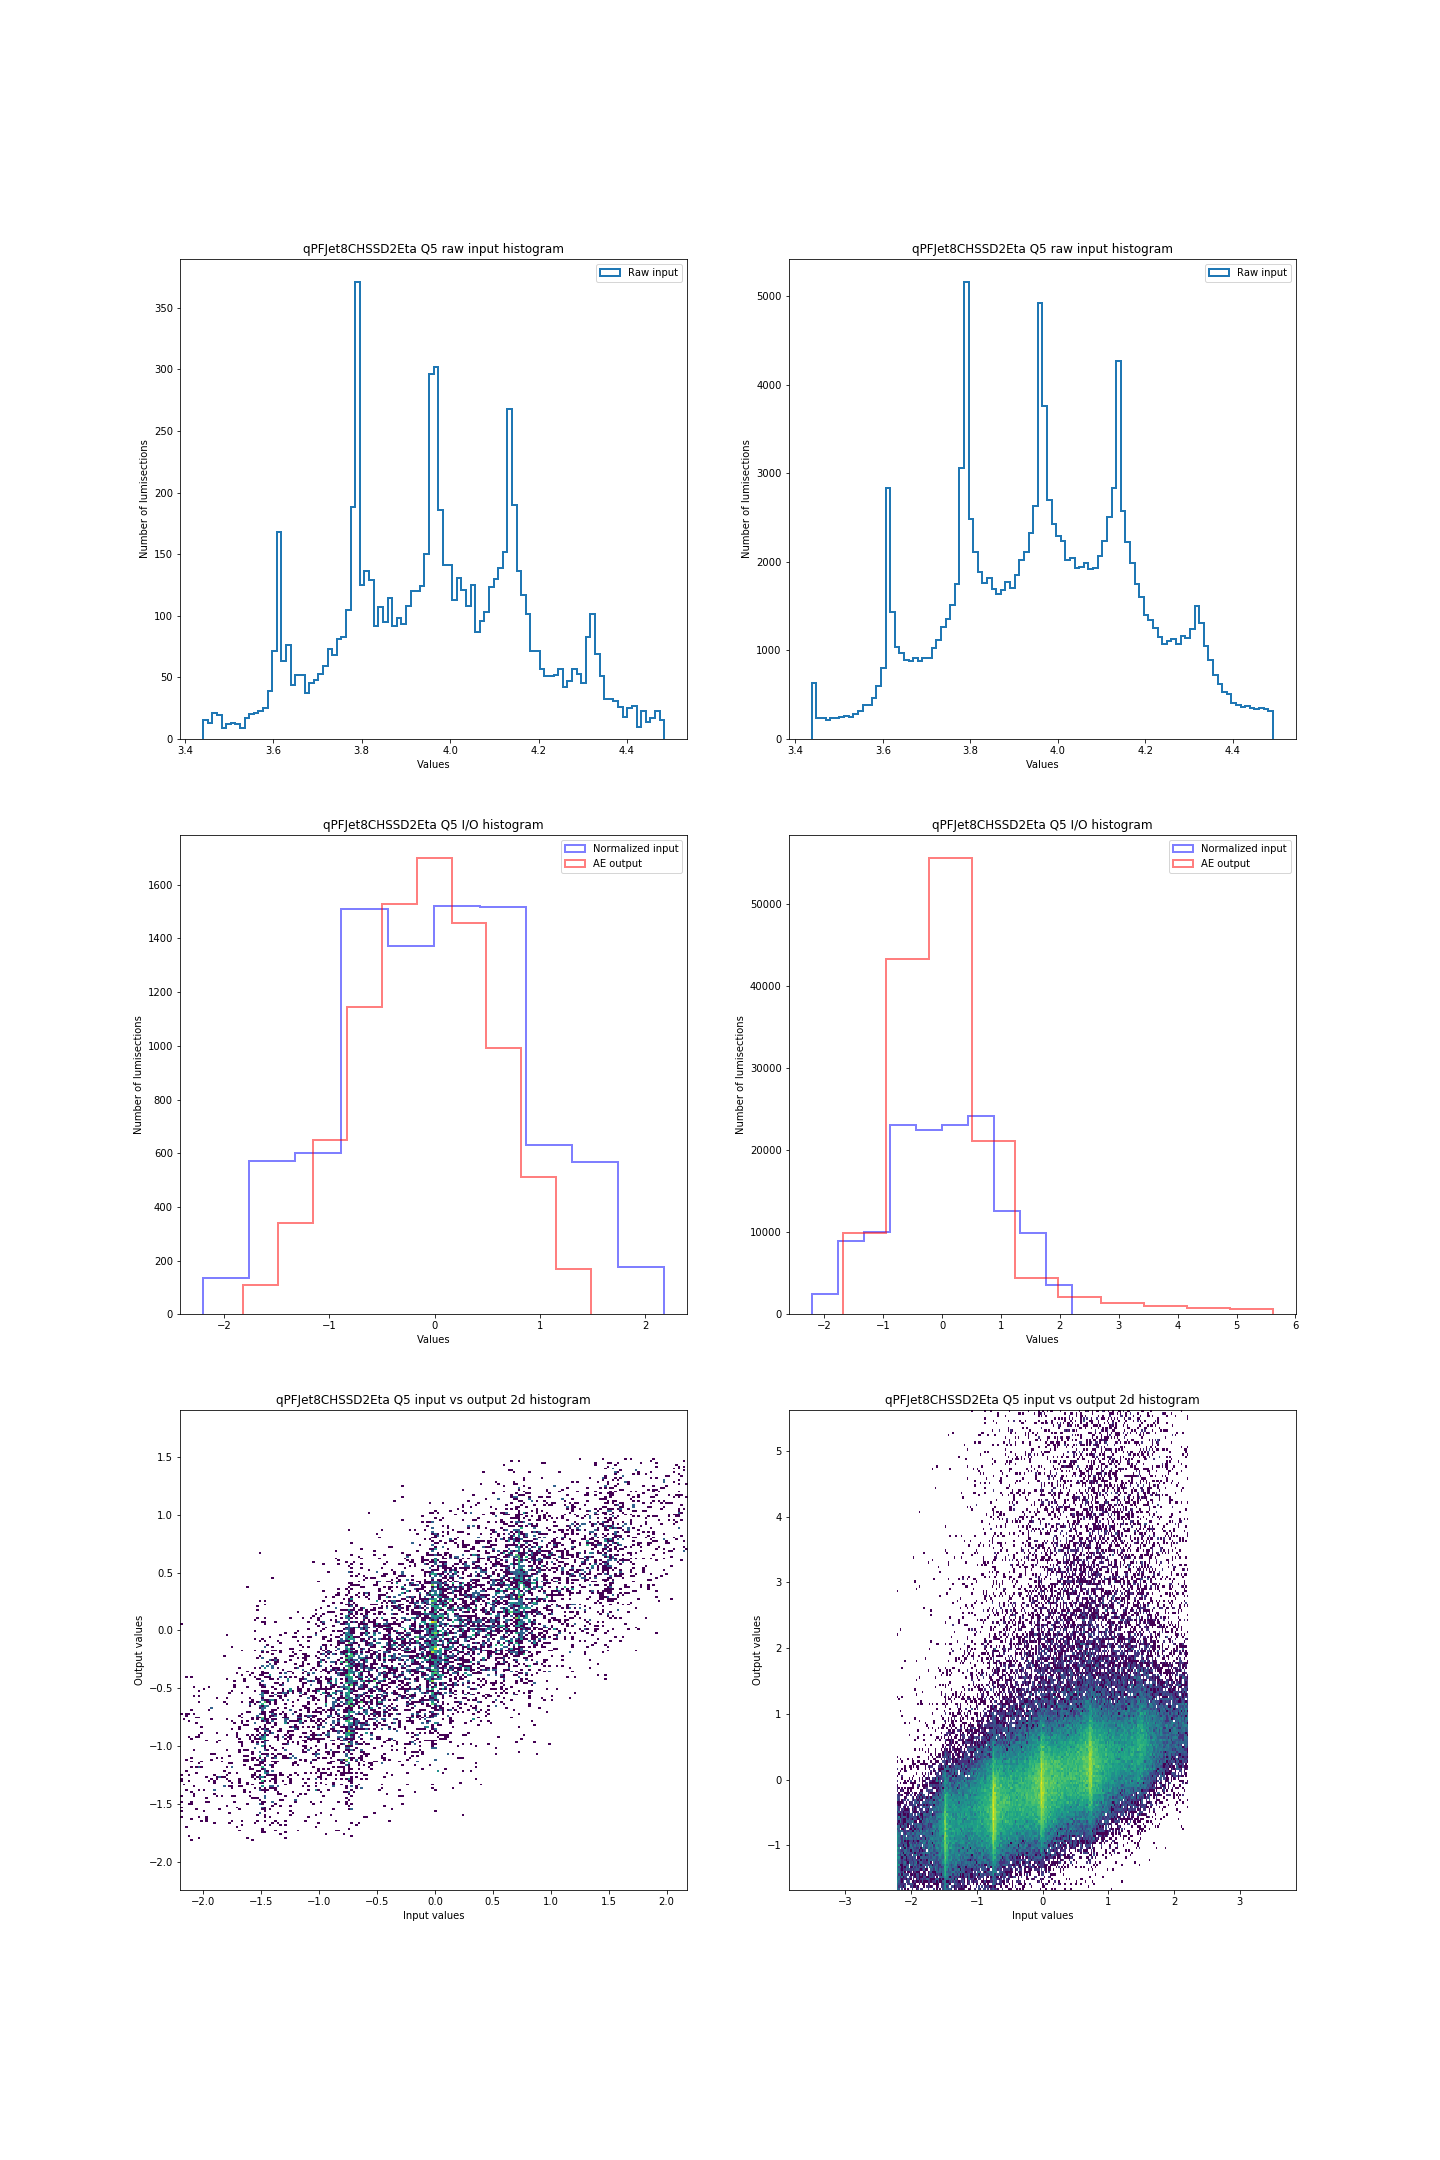 qPFJet8CHSSD2Eta Q5 raw input histogram
Raw input
Number of lumisections
350
300
250
200
150
100
50
0
3.4 3.6 3.8 4.0 4.2 4.4
Values
qPFJet8CHSSD2Eta Q5 raw input histogram
Raw input
Number of lumisections
5000
4000
3000
2000
1000
0
3.4 3.6 3.8 4.0 4.2 4.4
Values
qPFJet8CHSSD2Eta Q5 I/O histogram
Normalized input
AE output
Number of lumisections
1600
1400
1200
1000
800
600
400
200
0
−2 −1 0 1 2
Values
qPFJet8CHSSD2Eta Q5 I/O histogram
Normalized input
AE output
Number of lumisections
50000
40000
30000
20000
10000
0
−2 −1 0 1 2 3 4 5 6
Values
qPFJet8CHSSD2Eta Q5 input vs output 2d histogram
Output values
1.5
1.0
0.5
0.0
−0.5
−1.0
−1.5
−2.0
−2.0 −1.5 −1.0 −0.5 0.0 0.5 1.0 1.5 2.0
Input values
qPFJet8CHSSD2Eta Q5 input vs output 2d histogram
Output values
5
4
3
2
1
0
−1
−3 −2 −1 0 1 2 3
Input values